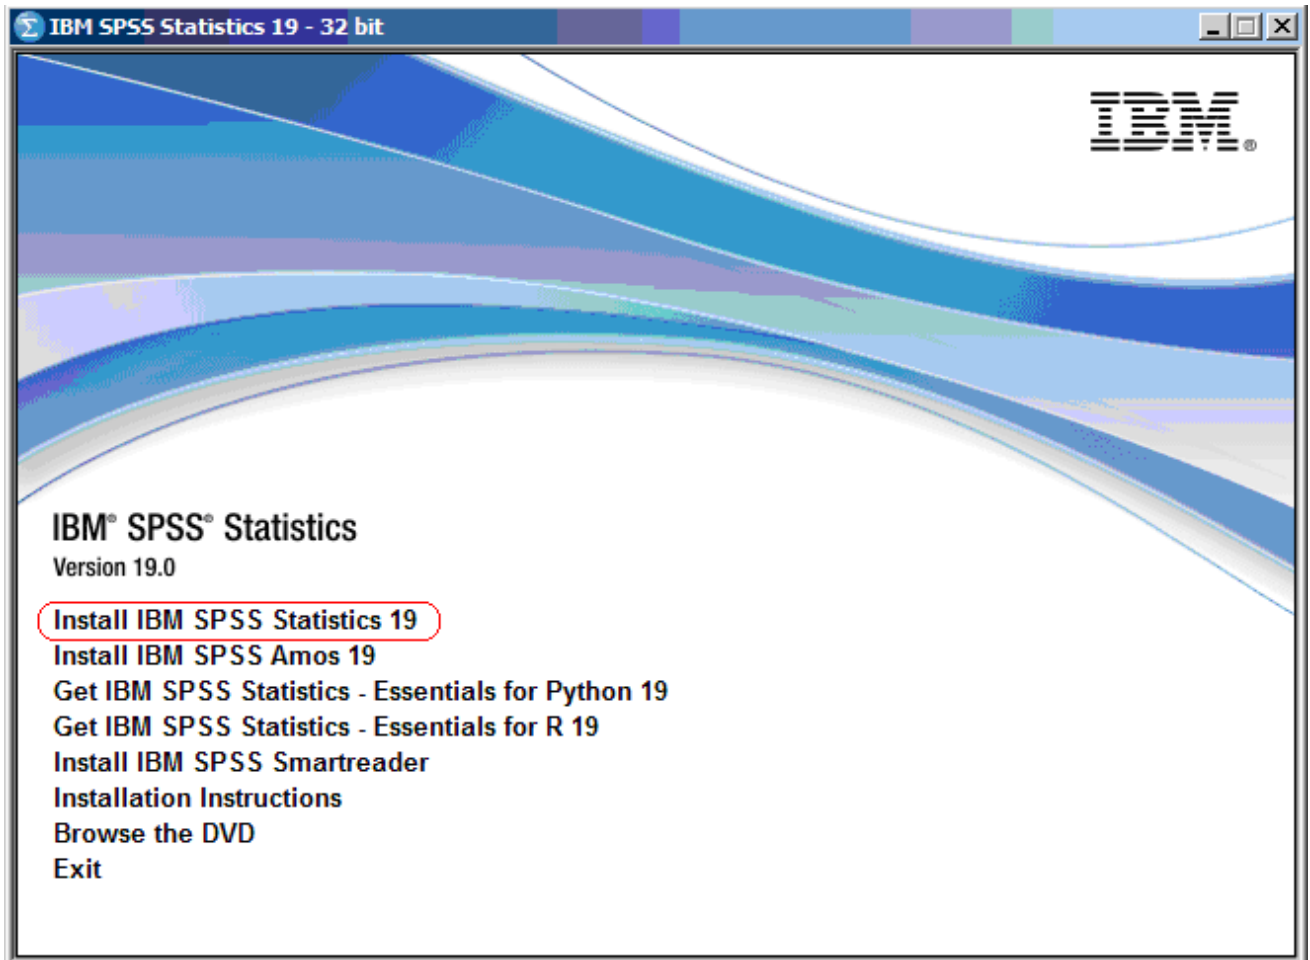 IBM SPSS Statistics 19 - 32 bit
IBM®
IBM® SPSS® Statistics
Version 19.0
Install IBM SPSS Statistics 19
Install IBM SPSS Amos 19
Get IBM SPSS Statistics - Essentials for Python 19
Get IBM SPSS Statistics - Essentials for R 19
Install IBM SPSS Smartreader
Installation Instructions
Browse the DVD
Exit